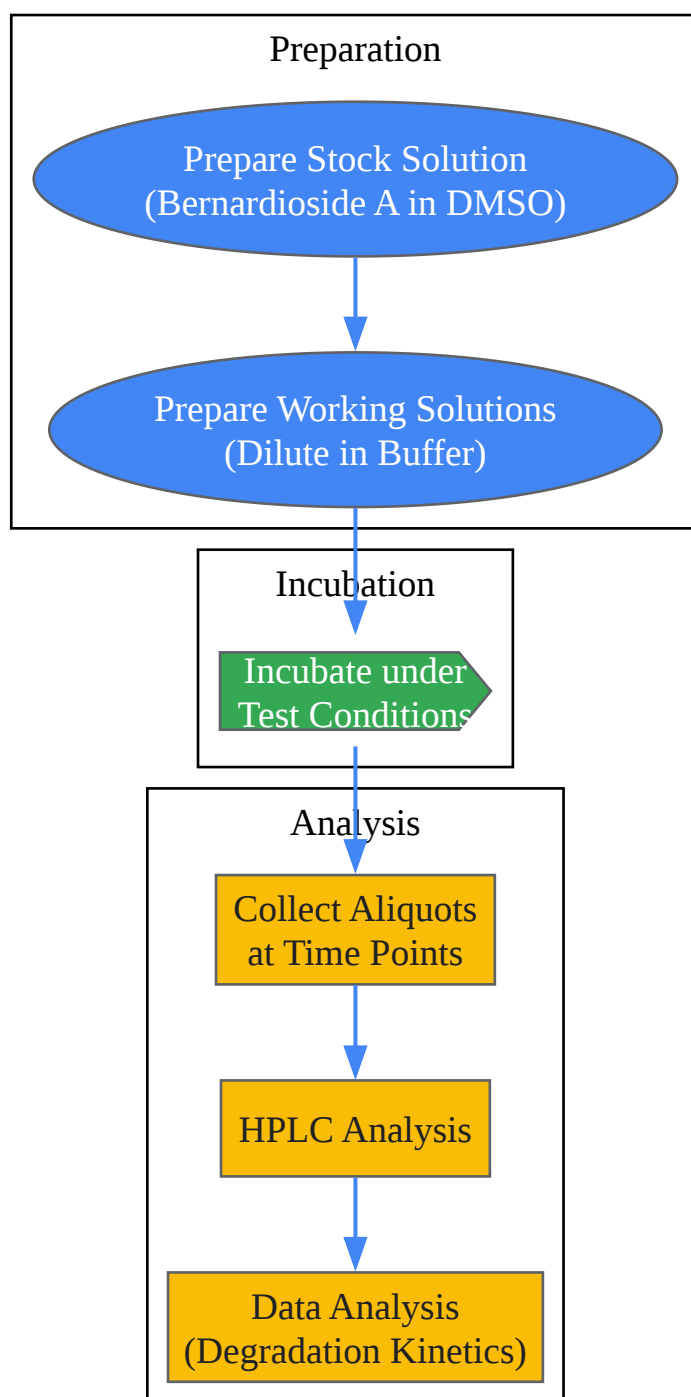 Preparation
Prepare Stock Solution
(Bernardioside A in DMSO)
Prepare Working Solutions
(Dilute in Buffer)
Incubation
Incubate under
Test Conditions
Analysis
Collect Aliquots
at Time Points
HPLC Analysis
Data Analysis
(Degradation Kinetics)